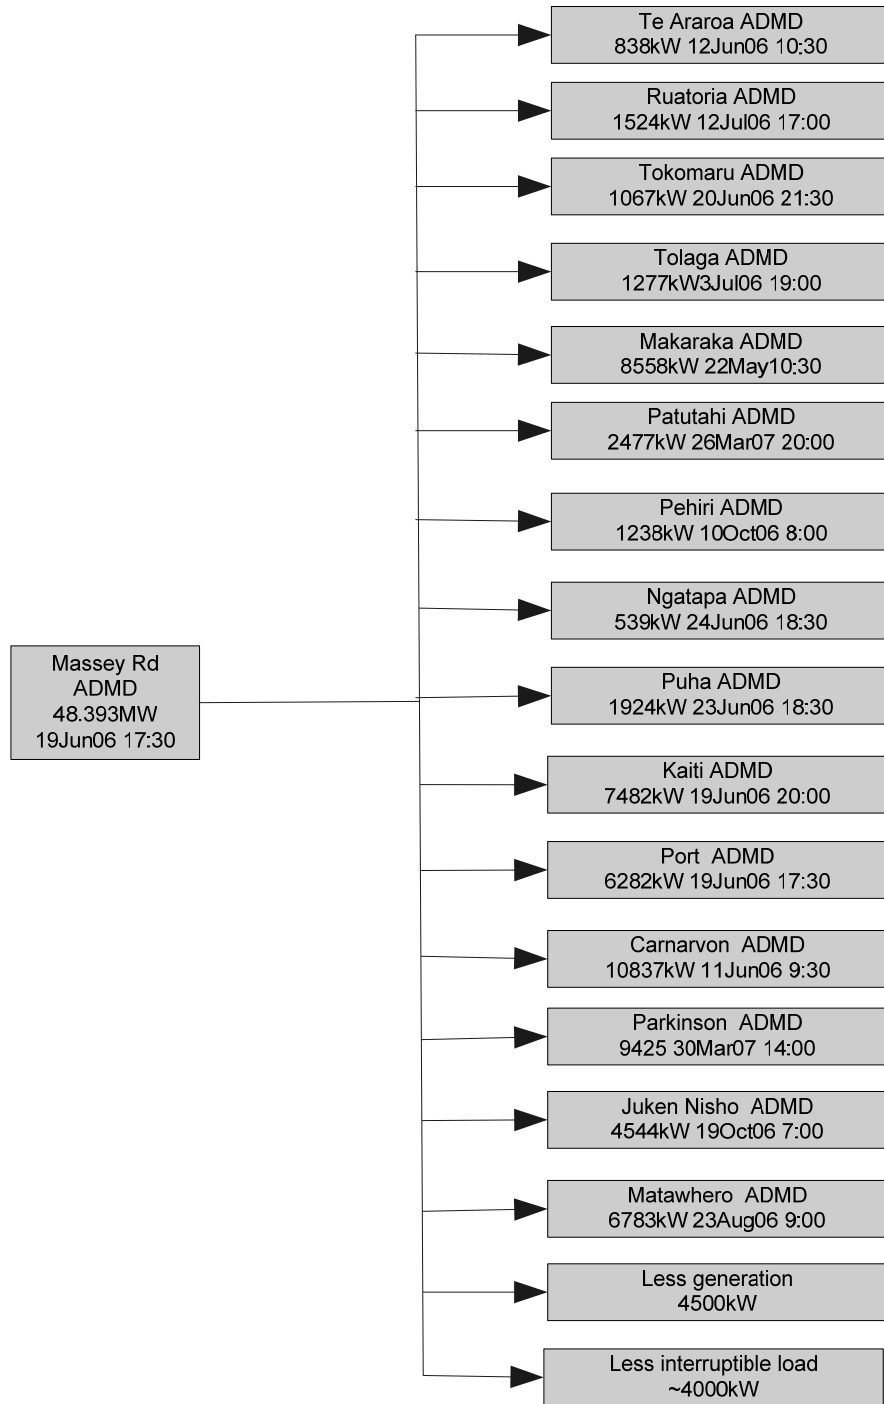 Te Araroa ADMD
838kW 12Jun06 10:30
Ruatoria ADMD
1524kW 12Jul06 17:00
Tokomaru ADMD
1067kW 20Jun06 21:30
Tolaga ADMD
1277kW3Jul06 19:00
Makaraka ADMD
8558kW 22May10:30
Patutahi ADMD
2477kW 26Mar07 20:00
Pehiri ADMD
1238kW 10Oct06 8:00
Ngatapa ADMD
539kW 24Jun06 18:30
Massey Rd
ADMD
48.393MW
19Jun06 17:30
Puha ADMD
1924kW 23Jun06 18:30
Kaiti ADMD
7482kW 19Jun06 20:00
Port  ADMD
6282kW 19Jun06 17:30
Carnarvon  ADMD
10837kW 11Jun06 9:30
Parkinson  ADMD
9425 30Mar07 14:00
Juken Nisho  ADMD
4544kW 19Oct06 7:00
Matawhero  ADMD
6783kW 23Aug06 9:00
Less generation
4500kW
Less interruptible load
~4000kW